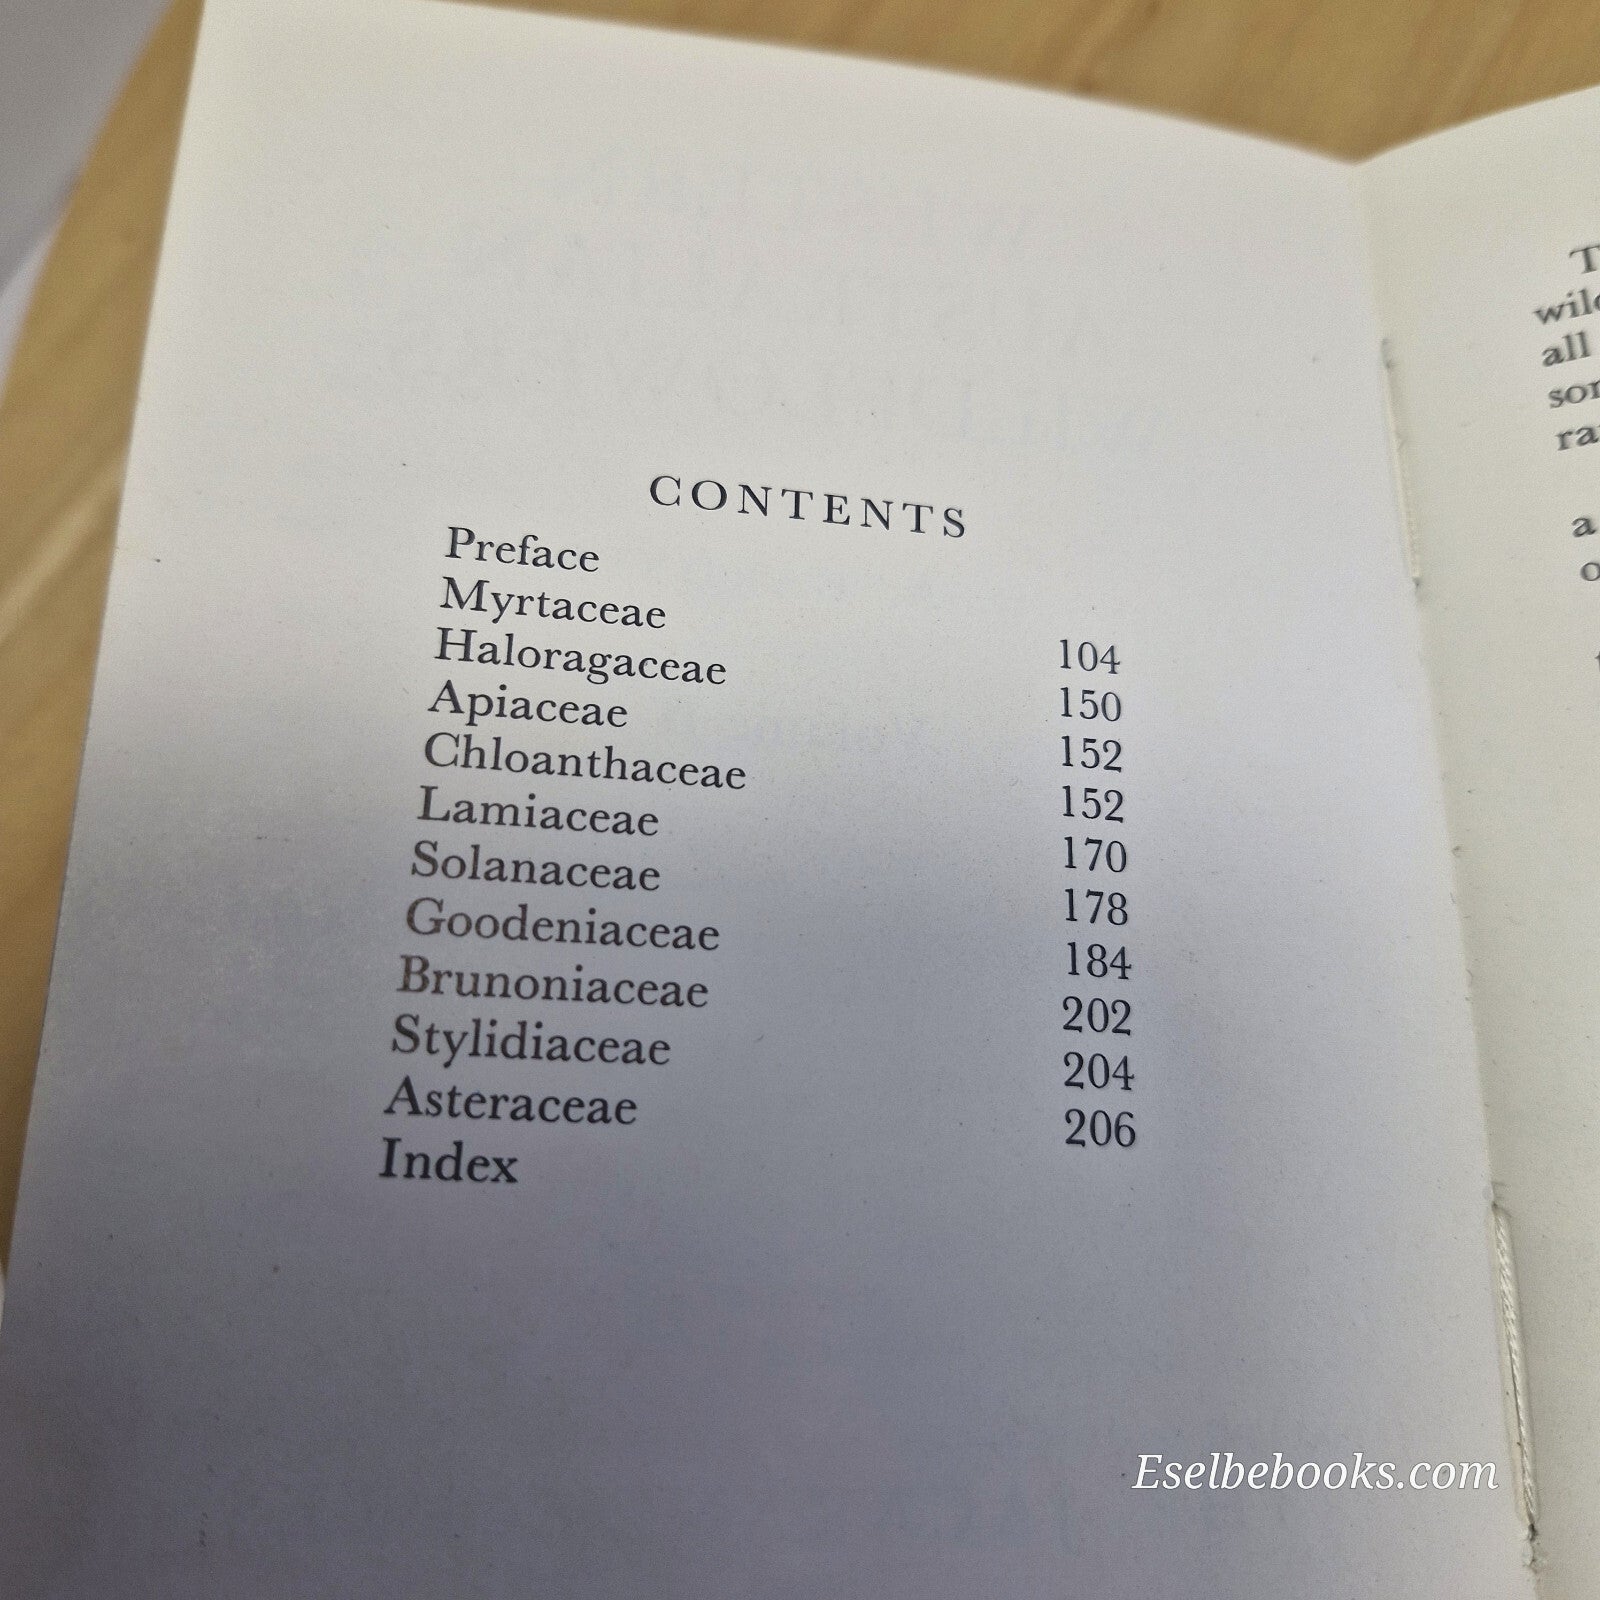 CONTENTS
Preface
Myrtaceae 104
Haloragaceae 150
Apiaceae 152
Chloanthaceae 152
Lamiaceae 170
Solanaceae 178
Goodeniaceae 184
Brunoniaceae 202
Stylidiaceae 204
Asteraceae 206
Index
all
a
Eselbebooks.com